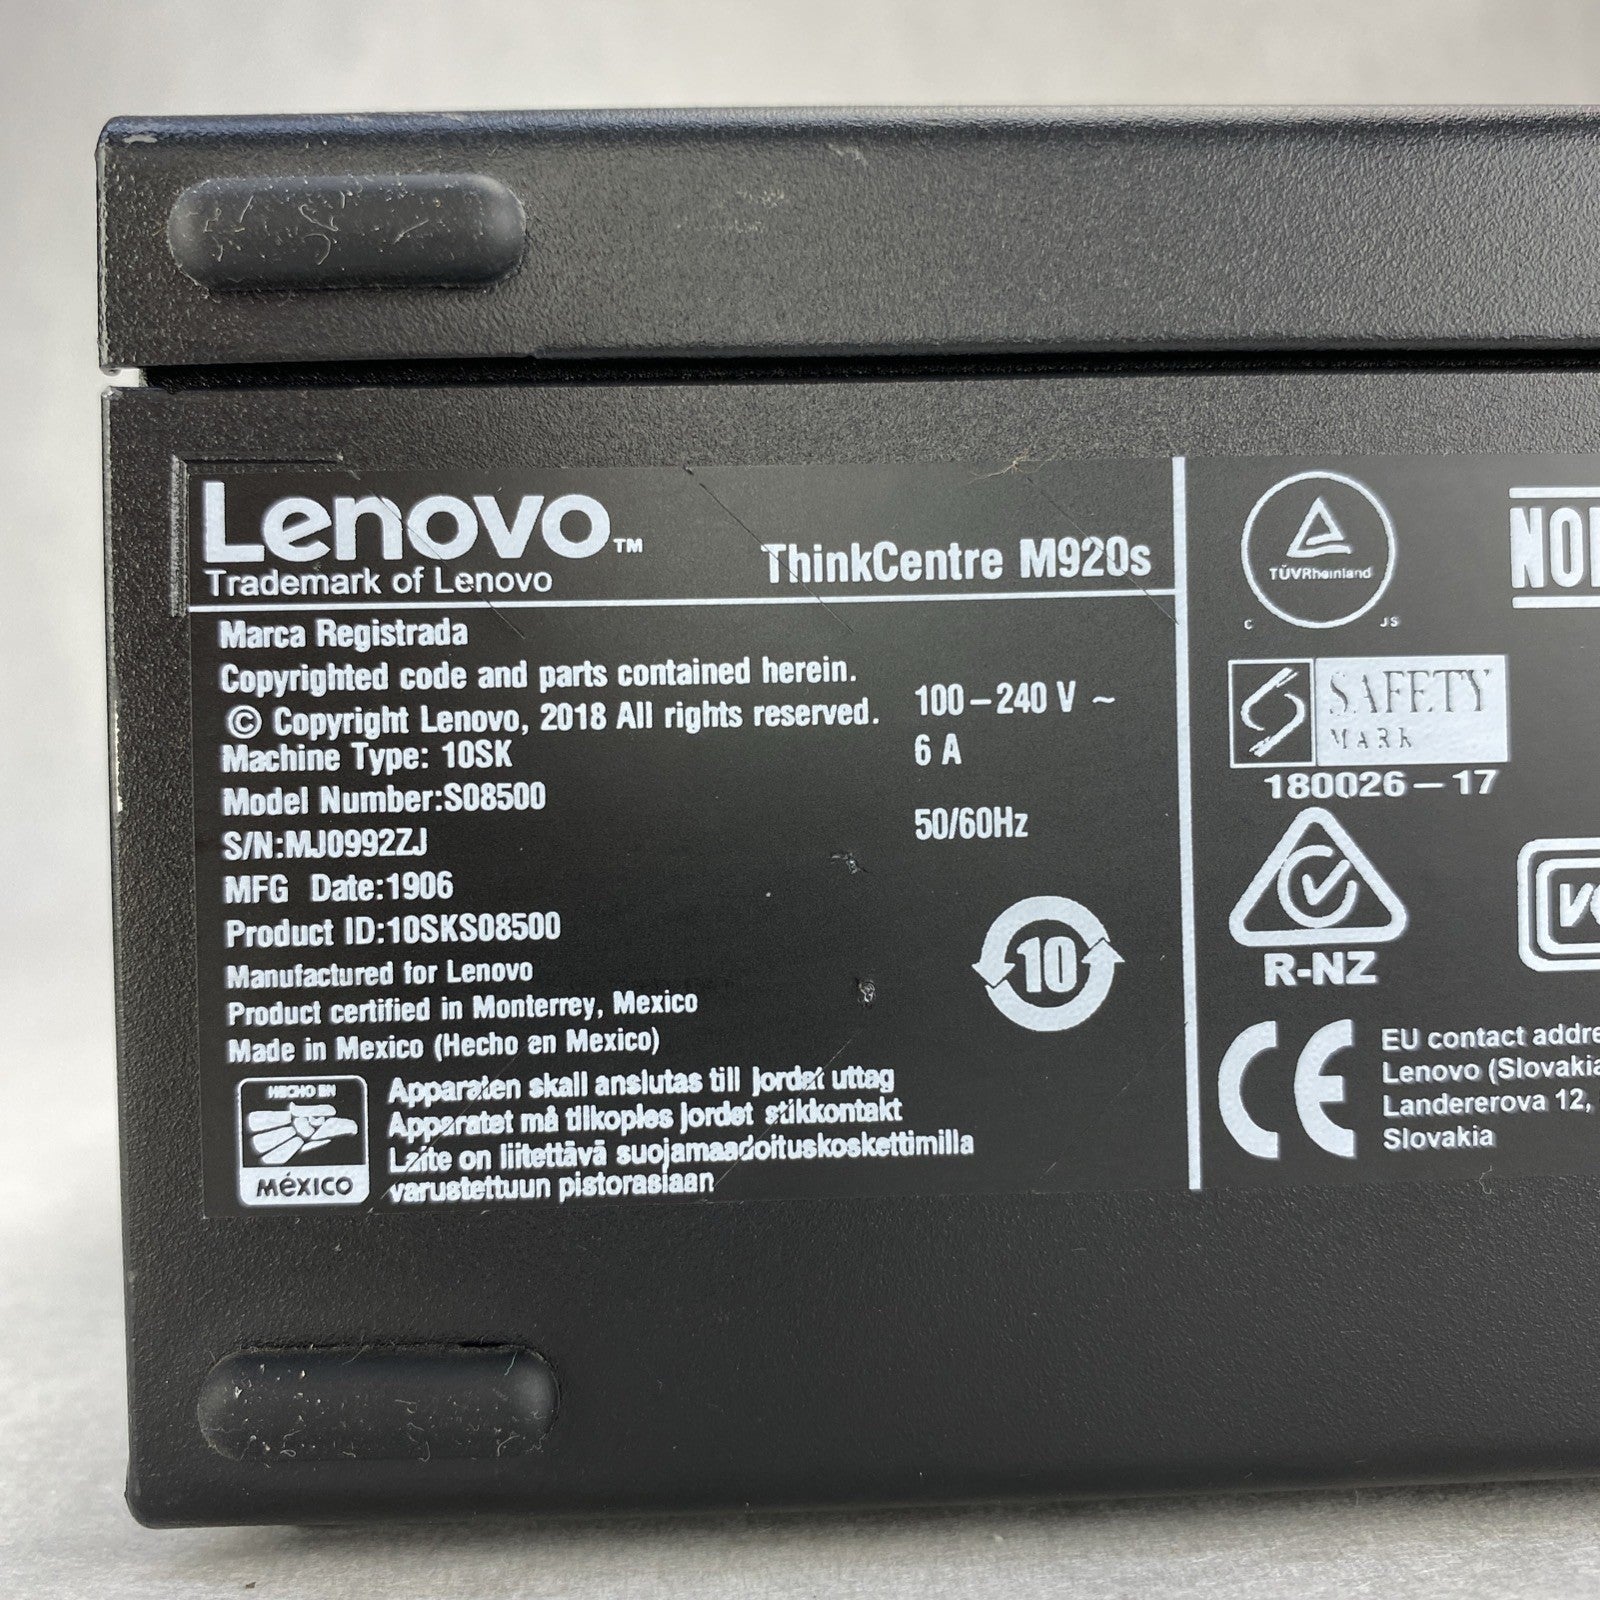 Lenovo™
Trademark of Lenovo
ThinkCentre M920s
Marca Registrada
Copyrighted code and parts contained herein.
© Copyright Lenovo, 2018 All rights reserved.
Machine Type: 10SK
Model Number:S08500
S/N:MJ0992ZJ
MFG Date:1906
Product ID:10SKS08500
Manufactured for Lenovo
Product certified in Monterrey, Mexico
Made in Mexico (Hecho en Mexico)
100-240 V ~
6 A
50/60Hz
10
HECHO EN
MÉXICO
Apparaten skall anslutas till jordat uttag
Apparatet må tilkoples jordet stikkontakt
Laite on liitettävä suojamaadoituskoskettimilla
varustettuun pistorasiaan
TÜVRheinland
C JS
SAFETY
MARK
180026-17
R-NZ
CE
EU contact
Lenovo
Landererova 12,
Slovakia